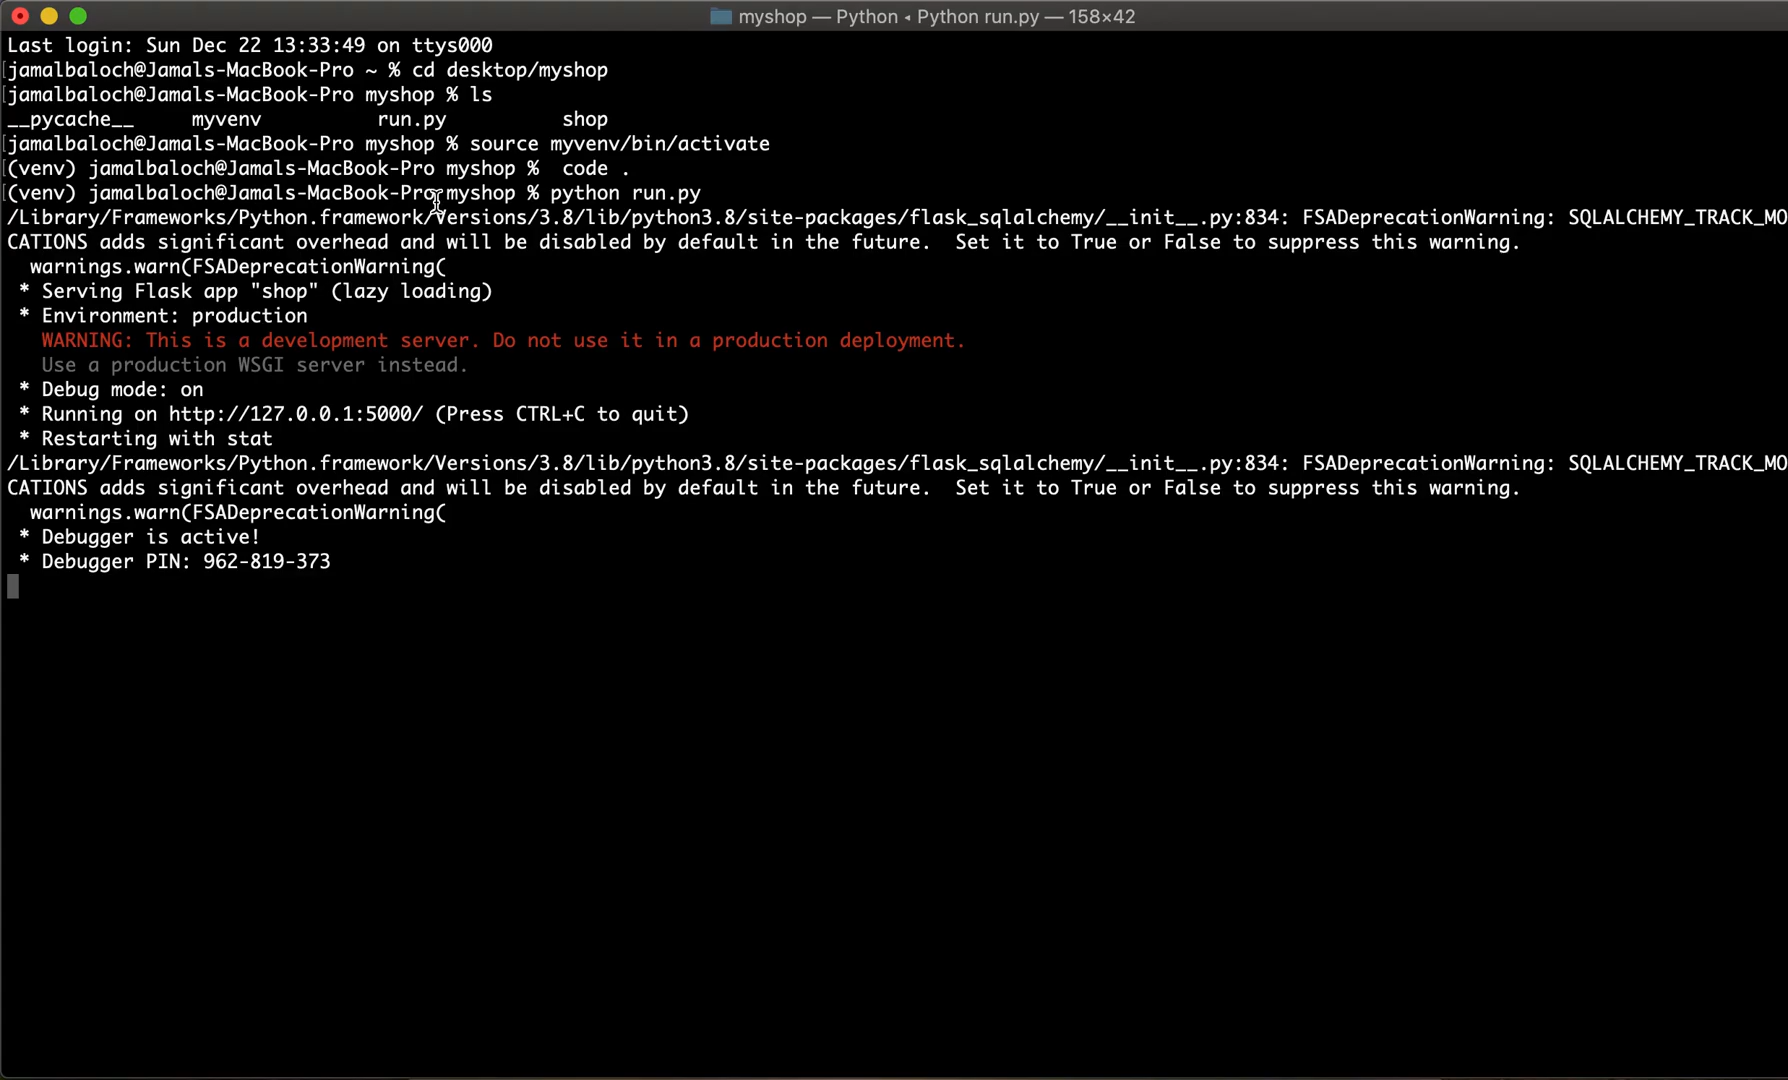 myshop — Python ◂ Python run.py — 158×42
Last login: Sun Dec 22 13:33:49 on ttys000
[jamalbaloch@Jamals-MacBook-Pro ~ % cd desktop/myshop
[jamalbaloch@Jamals-MacBook-Pro myshop % ls
__pycache__ myvenv run.py shop
[jamalbaloch@Jamals-MacBook-Pro myshop % source myvenv/bin/activate
[(venv) jamalbaloch@Jamals-MacBook-Pro myshop %  code .
[(venv) jamalbaloch@Jamals-MacBook-Pro myshop % python run.py
/Library/Frameworks/Python.framework/Versions/3.8/lib/python3.8/site-packages/flask_sqlalchemy/__init__.py:834: FSADeprecationWarning: SQLALCHEMY_TRACK_MO
CATIONS adds significant overhead and will be disabled by default in the future.  Set it to True or False to suppress this warning.
  warnings.warn(FSADeprecationWarning(
 * Serving Flask app "shop" (lazy loading)
 * Environment: production
   WARNING: This is a development server. Do not use it in a production deployment.
   Use a production WSGI server instead.
 * Debug mode: on
 * Running on http://127.0.0.1:5000/ (Press CTRL+C to quit)
 * Restarting with stat
/Library/Frameworks/Python.framework/Versions/3.8/lib/python3.8/site-packages/flask_sqlalchemy/__init__.py:834: FSADeprecationWarning: SQLALCHEMY_TRACK_MO
CATIONS adds significant overhead and will be disabled by default in the future.  Set it to True or False to suppress this warning.
  warnings.warn(FSADeprecationWarning(
 * Debugger is active!
 * Debugger PIN: 962-819-373